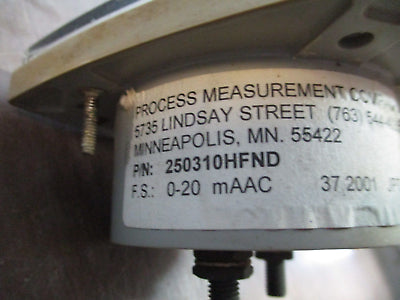 PROCESS MEASUREMENT
5735 LINDSAY STREET (763)
MINNEAPOLIS, MN. 55422
P/N: 250310HFND
F.S.: 0-20 mAAC 37 2001